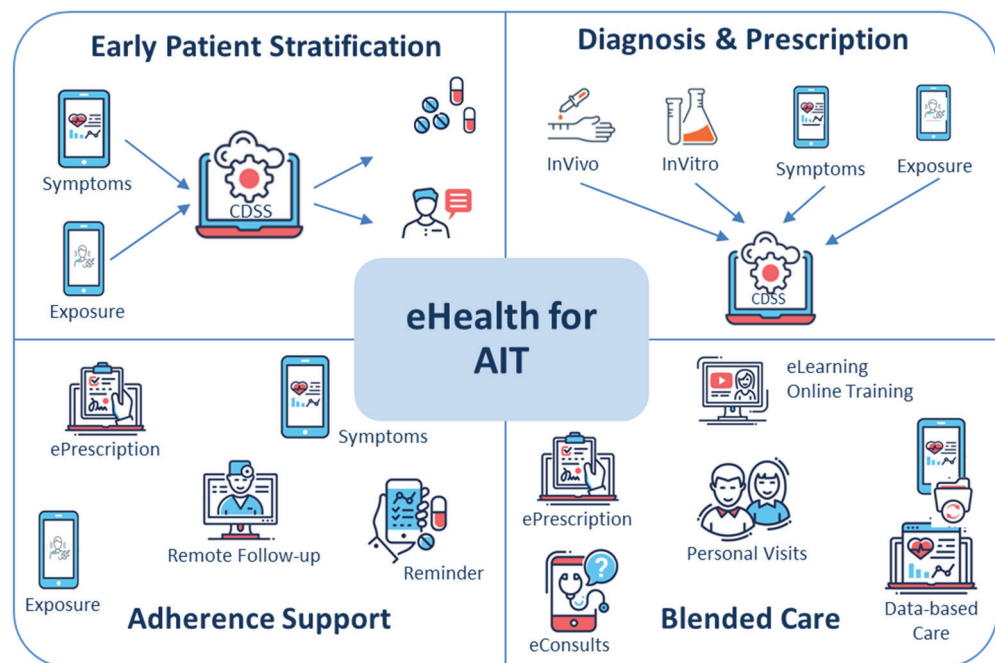 Early Patient Stratification
Symptoms
CDSS
Exposure
Diagnosis & Prescription
InVivo
InVitro
Symptoms
Exposure
CDSS
eHealth for
AIT
ePrescription
Symptoms
Remote Follow-up
Reminder
Exposure
Adherence Support
eLearning
Online Training
ePrescription
Personal Visits
eConsults
Data-based
Care
Blended Care